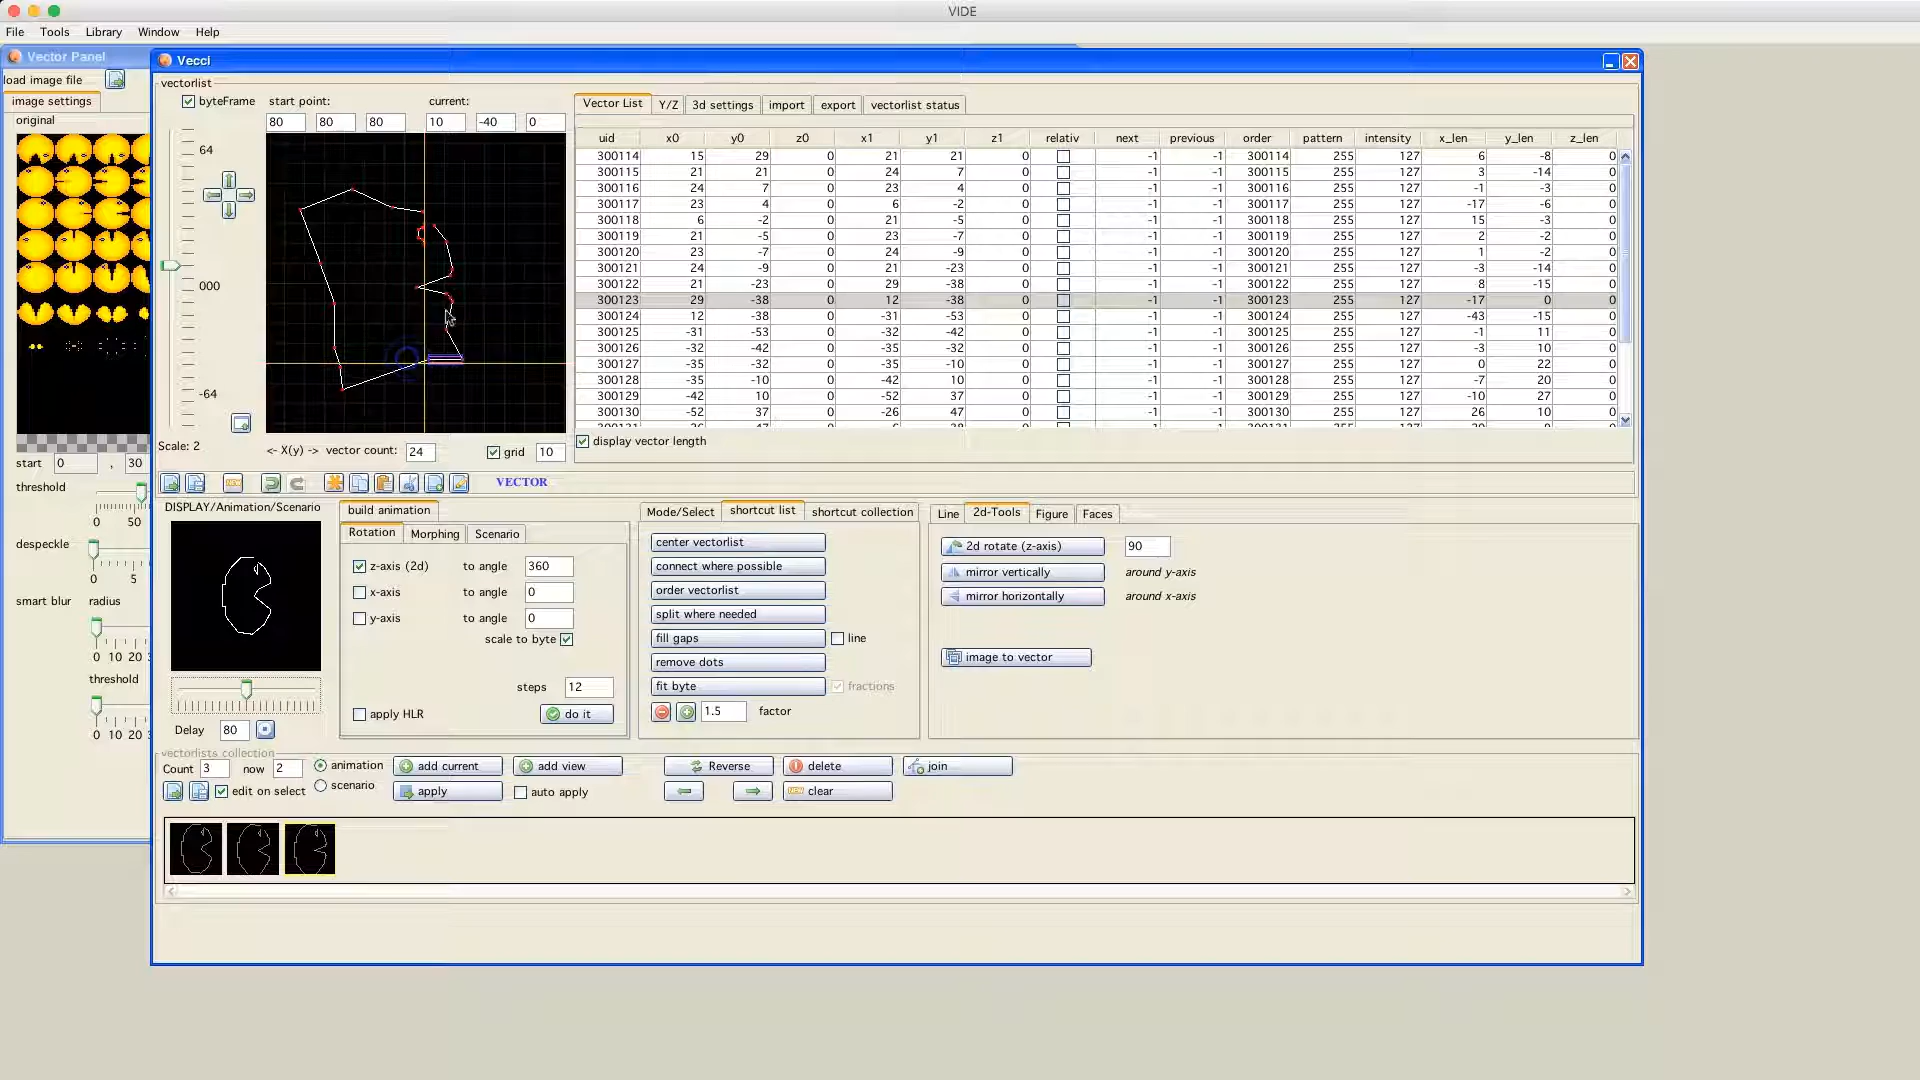 VIDE
File Tools Library Window Help
Vector Panel
load image file
image settings
original
start 0 , 30
threshold
0 50
despeckle
0 5
smart blur radius
0 10 20 30
threshold
0 10 20 30
Vecci
vectorlist
byteFrame start point: current:
80 80 80 10 -40 0
64
000
-64
Scale: 2
<- X(y) -> vector count: 24 grid 10
Vector List Y/Z 3d settings import export vectorlist status
uid x0 y0 z0 x1 y1 z1 relativ next previous order pattern intensity x_len y_len z_len
300114 15 29 0 21 21 0 -1 -1 300114 255 127 6 -8 0
300115 21 21 0 24 7 0 -1 -1 300115 255 127 3 -14 0
300116 24 7 0 23 4 0 -1 -1 300116 255 127 -1 -3 0
300117 23 4 0 6 -2 0 -1 -1 300117 255 127 -17 -6 0
300118 6 -2 0 21 -5 0 -1 -1 300118 255 127 15 -3 0
300119 21 -5 0 23 -7 0 -1 -1 300119 255 127 2 -2 0
300120 23 -7 0 24 -9 0 -1 -1 300120 255 127 1 -2 0
300121 24 -9 0 21 -23 0 -1 -1 300121 255 127 -3 -14 0
300122 21 -23 0 29 -38 0 -1 -1 300122 255 127 8 -15 0
300123 29 -38 0 12 -38 0 -1 -1 300123 255 127 -17 0 0
300124 12 -38 0 -31 -53 0 -1 -1 300124 255 127 -43 -15 0
300125 -31 -53 0 -32 -42 0 -1 -1 300125 255 127 -1 11 0
300126 -32 -42 0 -35 -32 0 -1 -1 300126 255 127 -3 10 0
300127 -35 -32 0 -35 -10 0 -1 -1 300127 255 127 0 22 0
300128 -35 -10 0 -42 10 0 -1 -1 300128 255 127 -7 20 0
300129 -42 10 0 -52 37 0 -1 -1 300129 255 127 -10 27 0
300130 -52 37 0 -26 47 0 -1 -1 300130 255 127 26 10 0
display vector length
VECTOR
DISPLAY/Animation/Scenario
Delay 80
build animation
Rotation Morphing Scenario
z-axis (2d) to angle 360
x-axis to angle 0
y-axis to angle 0
scale to byte
steps 12
apply HLR do it
Mode/Select shortcut list shortcut collection
center vectorlist
connect where possible
order vectorlist
split where needed
fill gaps line
remove dots
fit byte fractions
1.5 factor
Line 2d-Tools Figure Faces
2d rotate (z-axis) 90
mirror vertically around y-axis
mirror horizontally around x-axis
image to vector
vectorlists collection
Count 3 now 2 animation add current add view Reverse delete join
edit on select scenario apply auto apply clear